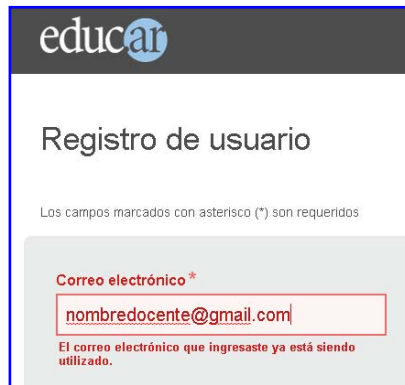 educar
Registro de usuario
Los campos marcados con asterisco (*) son requeridos
Correo electrónico *
nombredocente@gmail.com
El correo electrónico que ingresaste ya está siendo
utilizado.